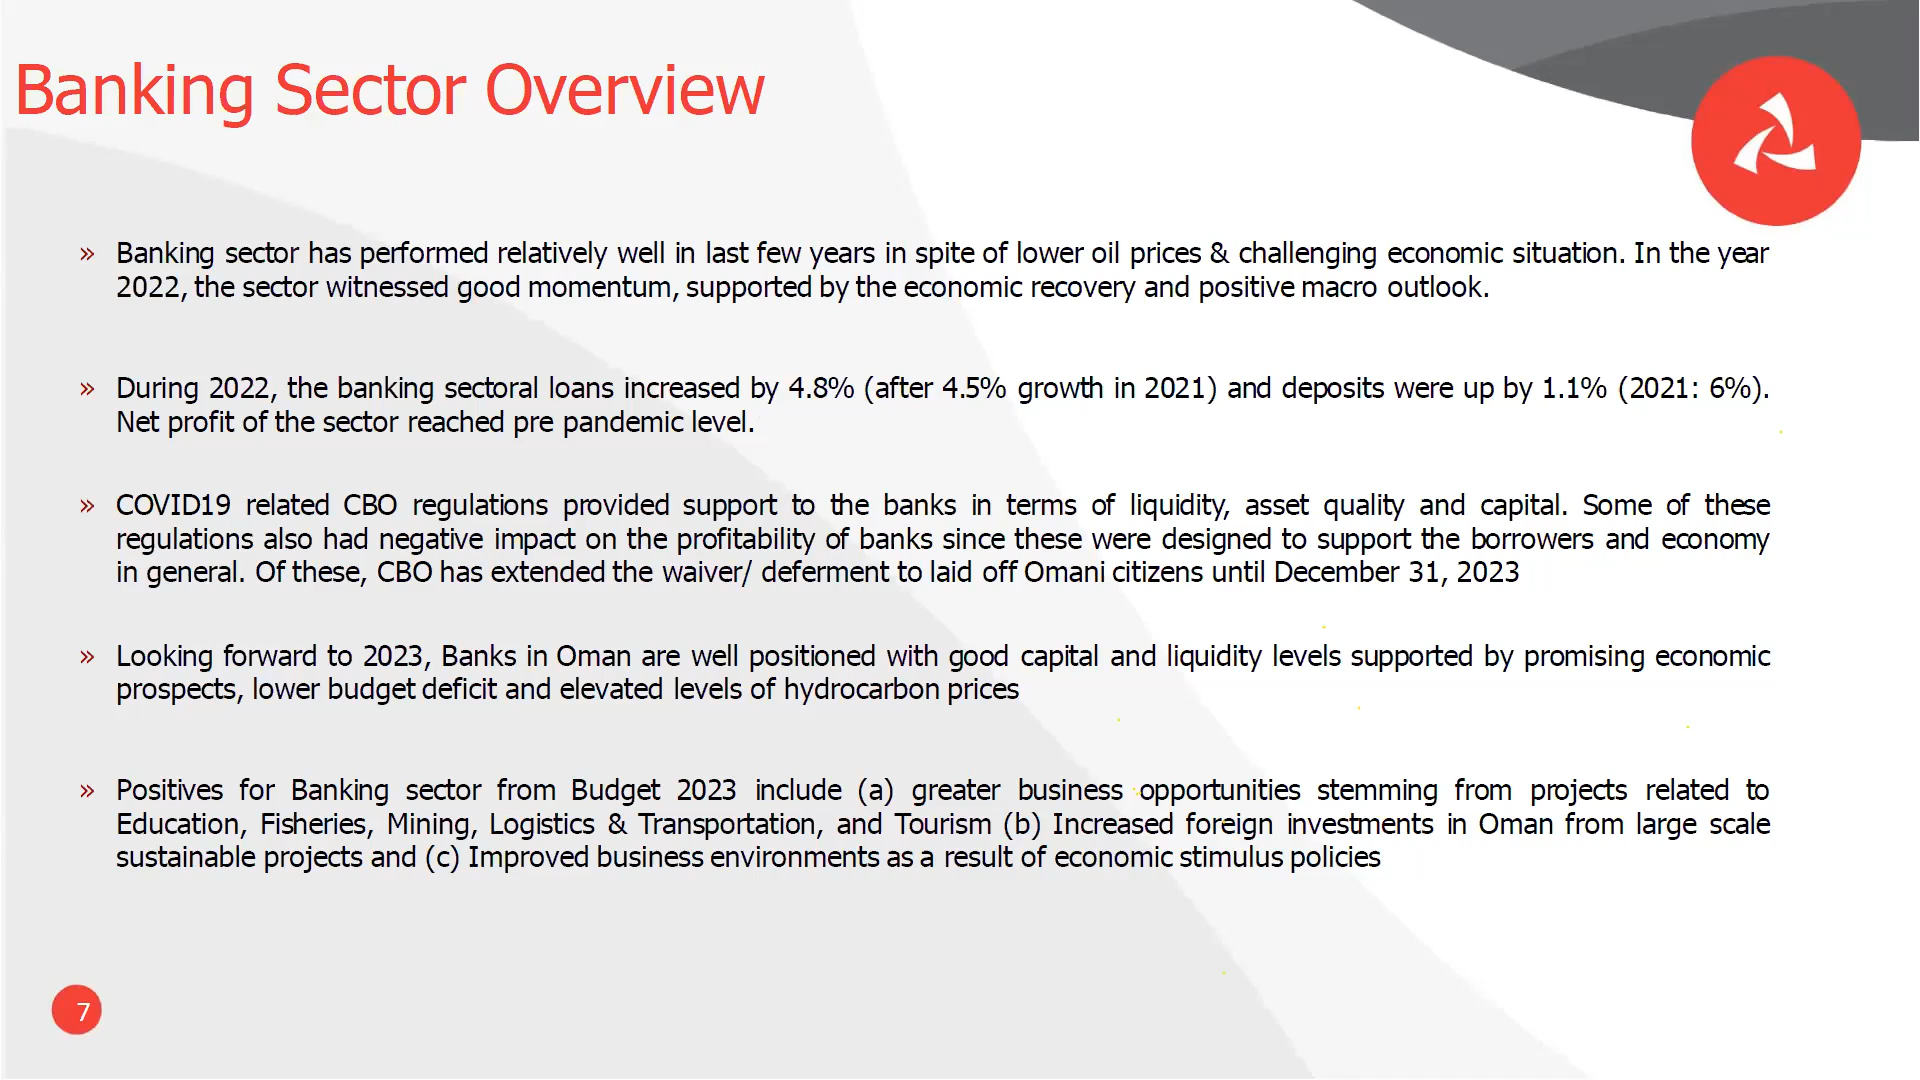 Banking Sector Overview
» Banking sector has performed relatively well in last few years in spite of lower oil prices & challenging economic situation. In the year
2022, the sector witnessed good momentum, supported by the economic recovery and positive macro outlook.
» During 2022, the banking sectoral loans increased by 4.8% (after 4.5% growth in 2021) and deposits were up by 1.1% (2021: 6%).
Net profit of the sector reached pre pandemic level.
» COVID19 related CBO regulations provided support to the banks in terms of liquidity, asset quality and capital. Some of these
regulations also had negative impact on the profitability of banks since these were designed to support the borrowers and economy
in general. Of these, CBO has extended the waiver/ deferment to laid off Omani citizens until December 31, 2023
» Looking forward to 2023, Banks in Oman are well positioned with good capital and liquidity levels supported by promising economic
prospects, lower budget deficit and elevated levels of hydrocarbon prices
» Positives for Banking sector from Budget 2023 include (a) greater business opportunities stemming from projects related to
Education, Fisheries, Mining, Logistics & Transportation, and Tourism (b) Increased foreign investments in Oman from large scale
sustainable projects and (c) Improved business environments as a result of economic stimulus policies
7